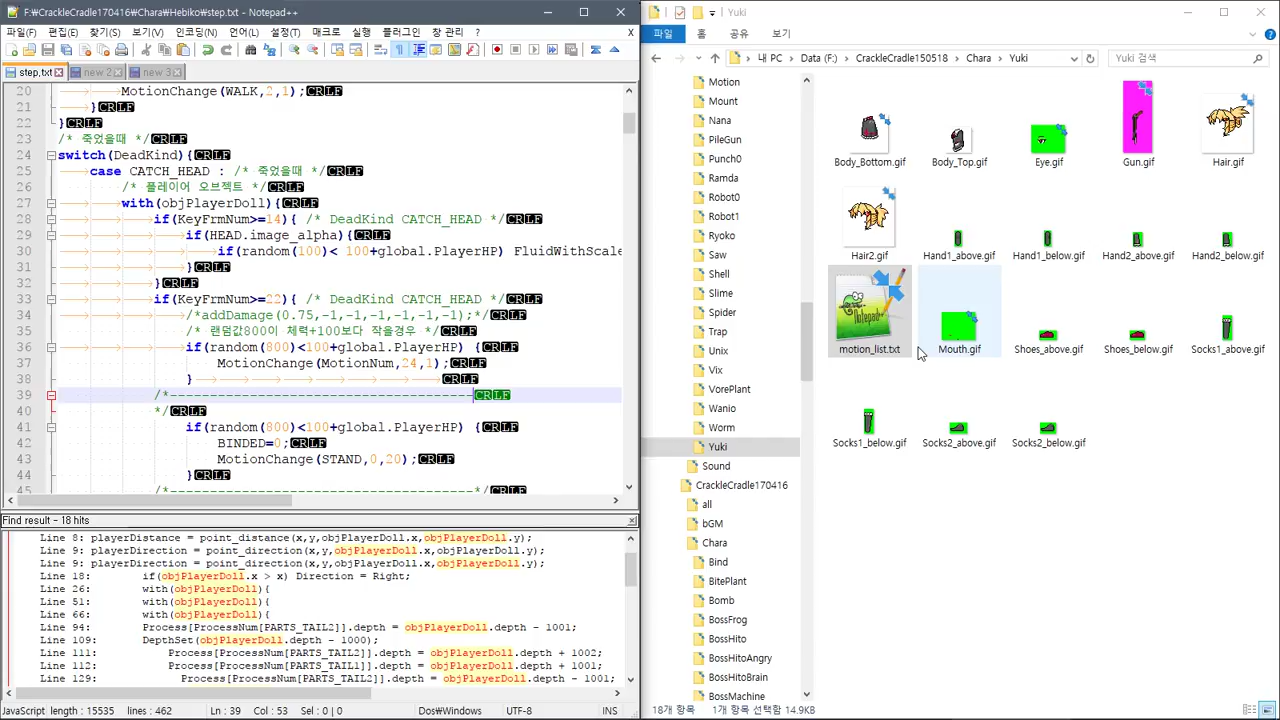 F:₩CrackleCradle170416₩Chara₩Hebiko₩step.txt - Notepad++
파일(F) 편집(E) 찾기(S) 보기(V) 인코딩(N) 언어(L) 설정(T) 매크로 실행 플러그인 창 관리 ? X
step.txt new 2 new 3
20 MotionChange(WALK,2,1);CRLF
21 }CRLF
22 }CRLF
23 /* 죽었을때 */CRLF
24 switch(DeadKind){CRLF
25 case CATCH_HEAD : /* 죽었을때 */CRLF
26 /* 플레이어 오브젝트 */CRLF
27 with(objPlayerDoll){CRLF
28 if(KeyFrmNum>=14){ /* DeadKind CATCH_HEAD */CRLF
29 if(HEAD.image_alpha){CRLF
30 if(random(100)< 100+global.PlayerHP) FluidWithScale
31 }CRLF
32 }CRLF
33 if(KeyFrmNum>=22){ /* DeadKind CATCH_HEAD */CRLF
34 /*addDamage(0.75,-1,-1,-1,-1,-1,-1);*/CRLF
35 /* 랜덤값800이 체력+100보다 작을경우 */CRLF
36 if(random(800)<100+global.PlayerHP) {CRLF
37 MotionChange(MotionNum,24,1);CRLF
38 } CRLF
39 /*--------------------------------------CRLF
40 */CRLF
41 if(random(800)<100+global.PlayerHP) {CRLF
42 BINDED=0;CRLF
43 MotionChange(STAND,0,20);CRLF
44 }CRLF
45 /*--------------------------------------*/CRLF
Find result - 18 hits
Line 8: playerDistance = point_distance(x,y,objPlayerDoll.x,objPlayerDoll.y);
Line 9: playerDirection = point_direction(x,y,objPlayerDoll.x,objPlayerDoll.y);
Line 9: playerDirection = point_direction(x,y,objPlayerDoll.x,objPlayerDoll.y);
Line 18: if(objPlayerDoll.x > x) Direction = Right;
Line 26: with(objPlayerDoll){
Line 51: with(objPlayerDoll){
Line 66: with(objPlayerDoll){
Line 94: Process[ProcessNum[PARTS_TAIL2]].depth = objPlayerDoll.depth - 1001;
Line 109: DepthSet(objPlayerDoll.depth - 1000);
Line 111: Process[ProcessNum[PARTS_TAIL2]].depth = objPlayerDoll.depth + 1002;
Line 112: Process[ProcessNum[PARTS_TAIL1]].depth = objPlayerDoll.depth + 1001;
Line 129: Process[ProcessNum[PARTS_TAIL2]].depth = objPlayerDoll.depth - 1001;
JavaScript length : 15535 lines : 462 Ln : 39 Col : 53 Sel : 0 | 0 Dos₩Windows UTF-8 INS
Yuki
파일 홈 공유 보기
내 PC > Data (F:) > CrackleCradle150518 > Chara > Yuki
Yuki 검색
Motion
Mount
Nana
PileGun
Punch0
Ramda
Robot0
Robot1
Ryoko
Saw
Shell
Slime
Spider
Trap
Unix
Vix
VorePlant
Wanio
Worm
Yuki
Sound
CrackleCradle170416
all
bGM
Chara
Bind
BitePlant
Bomb
BossFrog
BossHito
BossHitoAngry
BossHitoBrain
BossMachine
Body_Bottom.gif Body_Top.gif Eye.gif Gun.gif Hair.gif
Hair2.gif Hand1_above.gif Hand1_below.gif Hand2_above.gif Hand2_below.gif
Notepad++
motion_list.txt Mouth.gif Shoes_above.gif Shoes_below.gif Socks1_above.gif
Socks1_below.gif Socks2_above.gif Socks2_below.gif
18개 항목 1개 항목 선택함 14.9KB